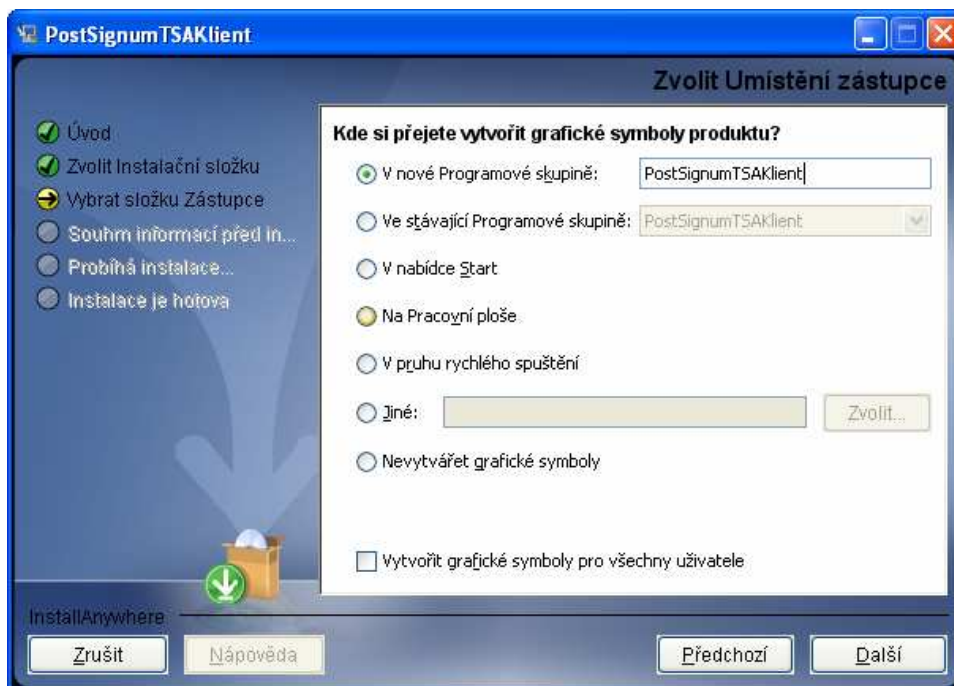 PostSignumTSAKlient
Zvolit Umístění zástupce
Úvod
Zvolit Instalační složku
Vybrat složku Zástupce
Souhrn informací před in...
Probíhá instalace...
Instalace je hotova
Kde si přejete vytvořit grafické symboly produktu?
V nové Programové skupině: PostSignumTSAKlient
Ve stávající Programové skupině: PostSignumTSAKlient
V nabídce Start
Na Pracovní ploše
V pruhu rychlého spuštění
Jiné: Zvolit...
Nevytvářet grafické symboly
Vytvořit grafické symboly pro všechny uživatele
InstallAnywhere
Zrušit Nápověda Předchozí Další